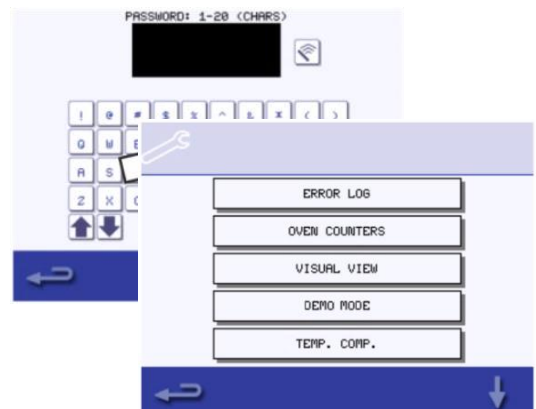 PASSWORD: 1-20 (CHARS)
! @ # $ % ^ & * ( )
Q W E
A S
Z X
ERROR LOG
OVEN COUNTERS
VISUAL VIEW
DEMO MODE
TEMP. COMP.